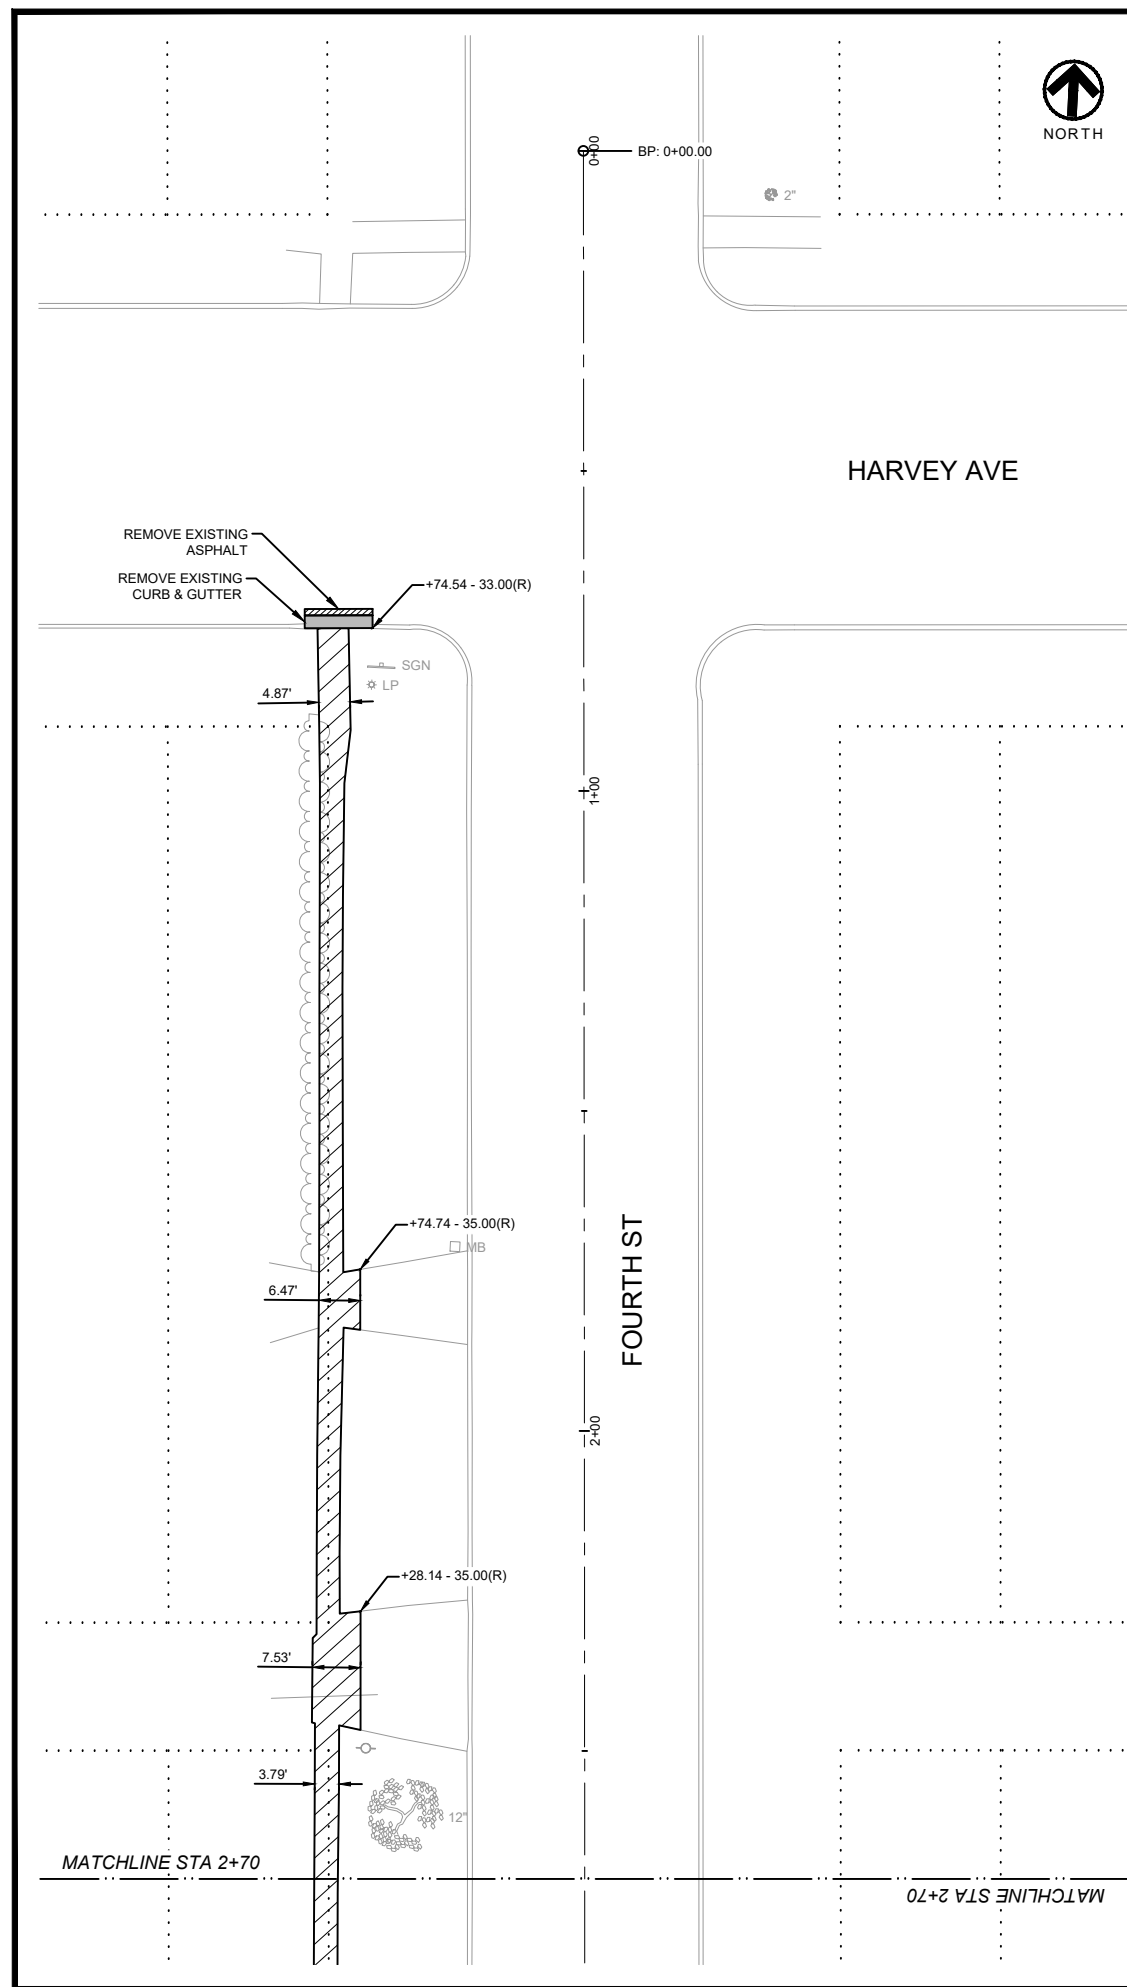 NORTH
0+00
BP: 0+00.00
2"
HARVEY AVE
REMOVE EXISTING
ASPHALT
REMOVE EXISTING
CURB & GUTTER
+74.54 - 33.00(R)
SGN
LP
4.87'
1+00
+74.74 - 35.00(R)
MB
6.47'
FOURTH ST
2+00
+28.14 - 35.00(R)
7.53'
3.79'
12"
MATCHLINE STA 2+70
MATCHLINE STA 2+70